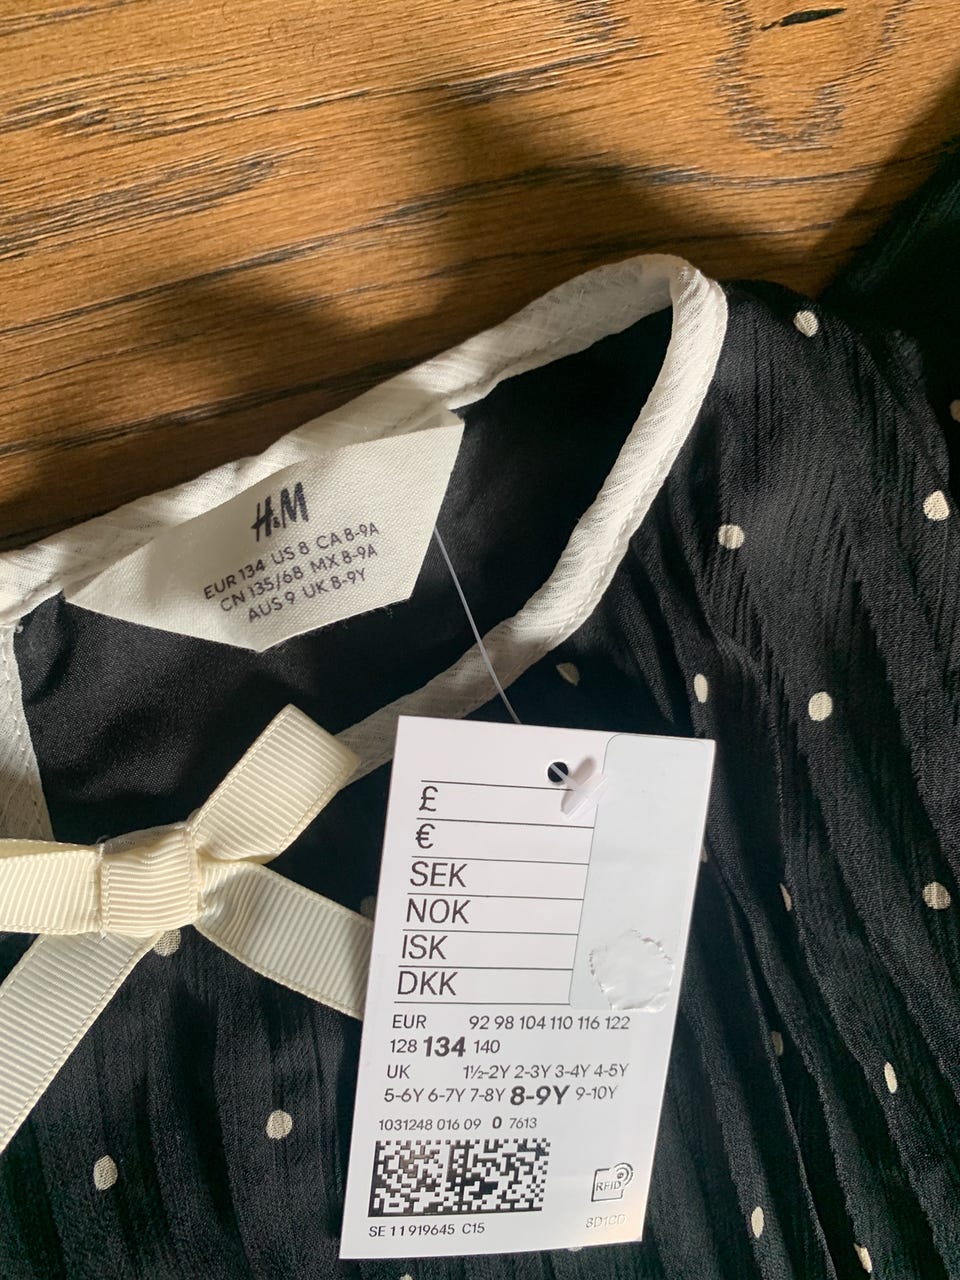 H&M
EUR 134 US 8 CA 8-9A
CN 135/68 MX 8-9A
AUS 9 UK 8-9Y
£
€
SEK
NOK
ISK
DKK
EUR 92 98 104 110 116 122
128 134 140
UK 1½-2Y 2-3Y 3-4Y 4-5Y
5-6Y 6-7Y 7-8Y 8-9Y 9-10Y
1031248 016 09 0 7613
RFID
SE 11919645 C15
8D1CD